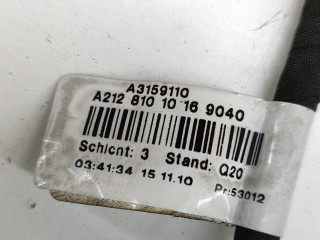 A3159110
A212 810 10 16 9040
Schicht: 3 Stand: Q20
03:41:34 15.11.10 Pr:53012